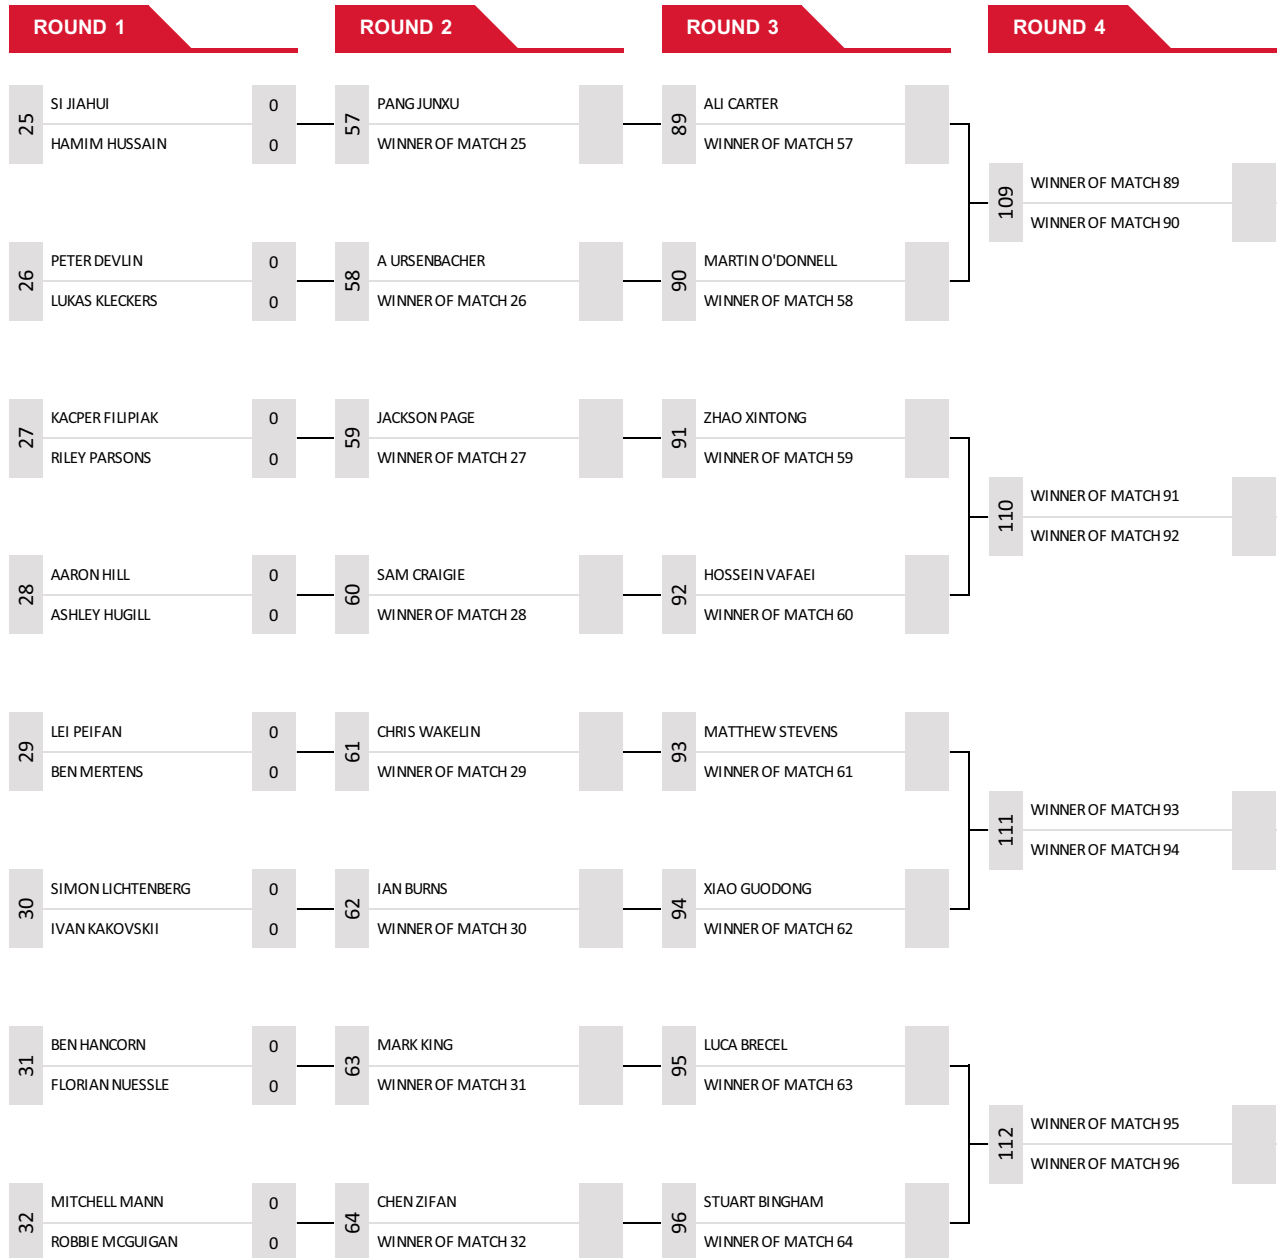 ROUND 1
ROUND 2
ROUND 3
ROUND 4
25
SI JIAHUI 0
HAMIM HUSSAIN 0
57
PANG JUNXU
WINNER OF MATCH 25
89
ALI CARTER
WINNER OF MATCH 57
109
WINNER OF MATCH 89
WINNER OF MATCH 90
26
PETER DEVLIN 0
LUKAS KLECKERS 0
58
A URSENBACHER
WINNER OF MATCH 26
90
MARTIN O'DONNELL
WINNER OF MATCH 58
27
KACPER FILIPIAK 0
RILEY PARSONS 0
59
JACKSON PAGE
WINNER OF MATCH 27
91
ZHAO XINTONG
WINNER OF MATCH 59
110
WINNER OF MATCH 91
WINNER OF MATCH 92
28
AARON HILL 0
ASHLEY HUGILL 0
60
SAM CRAIGIE
WINNER OF MATCH 28
92
HOSSEIN VAFAEI
WINNER OF MATCH 60
29
LEI PEIFAN 0
BEN MERTENS 0
61
CHRIS WAKELIN
WINNER OF MATCH 29
93
MATTHEW STEVENS
WINNER OF MATCH 61
111
WINNER OF MATCH 93
WINNER OF MATCH 94
30
SIMON LICHTENBERG 0
IVAN KAKOVSKII 0
62
IAN BURNS
WINNER OF MATCH 30
94
XIAO GUODONG
WINNER OF MATCH 62
31
BEN HANCORN 0
FLORIAN NUESSLE 0
63
MARK KING
WINNER OF MATCH 31
95
LUCA BRECEL
WINNER OF MATCH 63
112
WINNER OF MATCH 95
WINNER OF MATCH 96
32
MITCHELL MANN 0
ROBBIE MCGUIGAN 0
64
CHEN ZIFAN
WINNER OF MATCH 32
96
STUART BINGHAM
WINNER OF MATCH 64